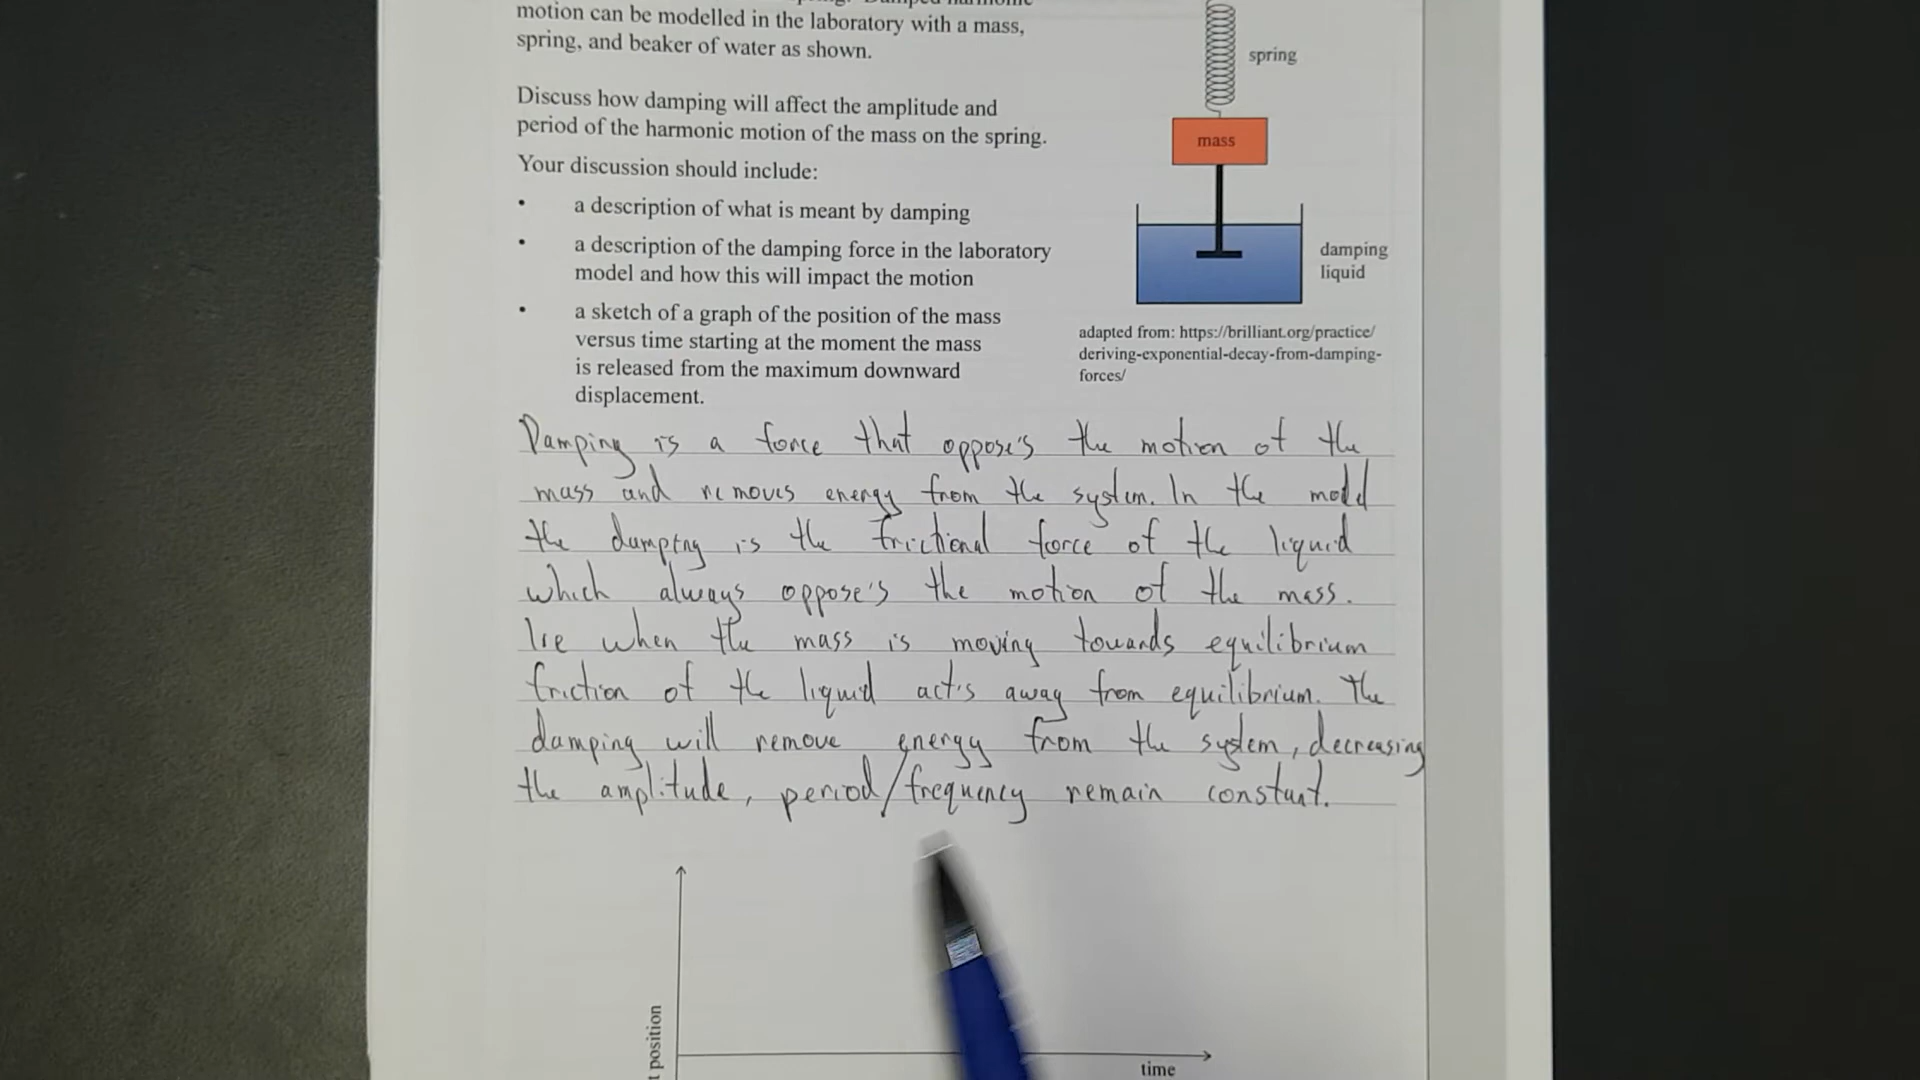 motion can be modelled in the laboratory with a mass,
spring, and beaker of water as shown.
Discuss how damping will affect the amplitude and
period of the harmonic motion of the mass on the spring.
Your discussion should include:
• a description of what is meant by damping
• a description of the damping force in the laboratory
model and how this will impact the motion
• a sketch of a graph of the position of the mass
versus time starting at the moment the mass
is released from the maximum downward
displacement.
spring
mass
damping
liquid
adapted from: https://brilliant.org/practice/
deriving-exponential-decay-from-damping-
forces/
Damping is a force that oppose's the motion of the
mass and removes energy from the system. In the model
the damping is the frictional force of the liquid
which always oppose's the motion of the mass.
Ie when the mass is moving towards equilibrium
friction of the liquid act's away from equilibrium. The
damping will remove energy from the system, decreasing
the amplitude, period/frequency remain constant.
position
time